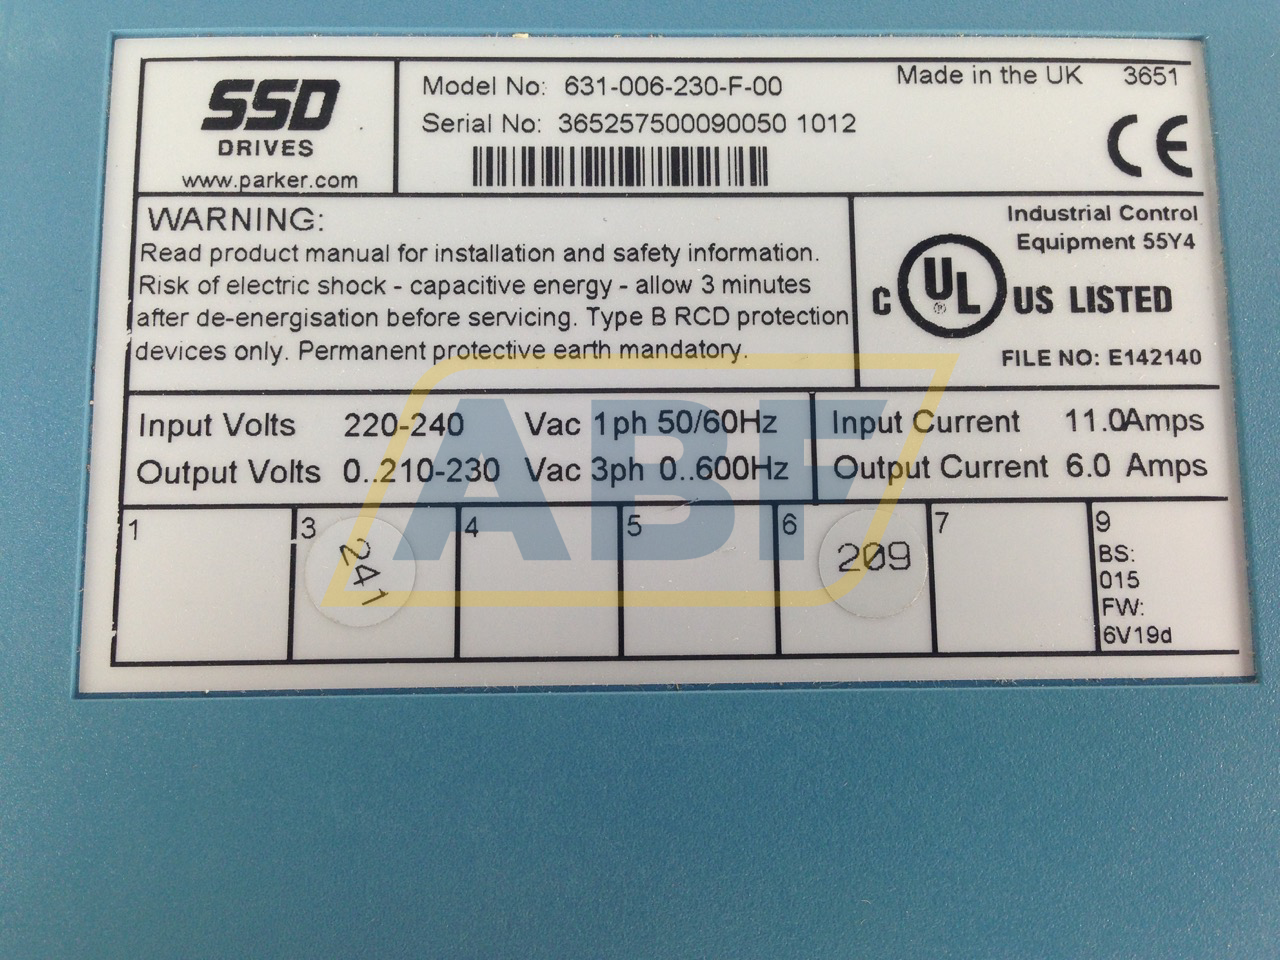 SSD
DRIVES
www.parker.com
Model No: 631-006-230-F-00
Serial No: 365257500090050 1012
Made in the UK 3651
CE
WARNING:
Read product manual for installation and safety information.
Risk of electric shock - capacitive energy - allow 3 minutes
after de-energisation before servicing. Type B RCD protection
devices only. Permanent protective earth mandatory.
Industrial Control
Equipment 55Y4
C UL ® US LISTED
FILE NO: E142140
Input Volts 220-240 Vac 1ph 50/60Hz
Output Volts 0..210-230 Vac 3ph 0..600Hz
Input Current 11.0Amps
Output Current 6.0 Amps
1
3
241
4
5
6
209
7
9
BS:
015
FW:
6V19d
ABF